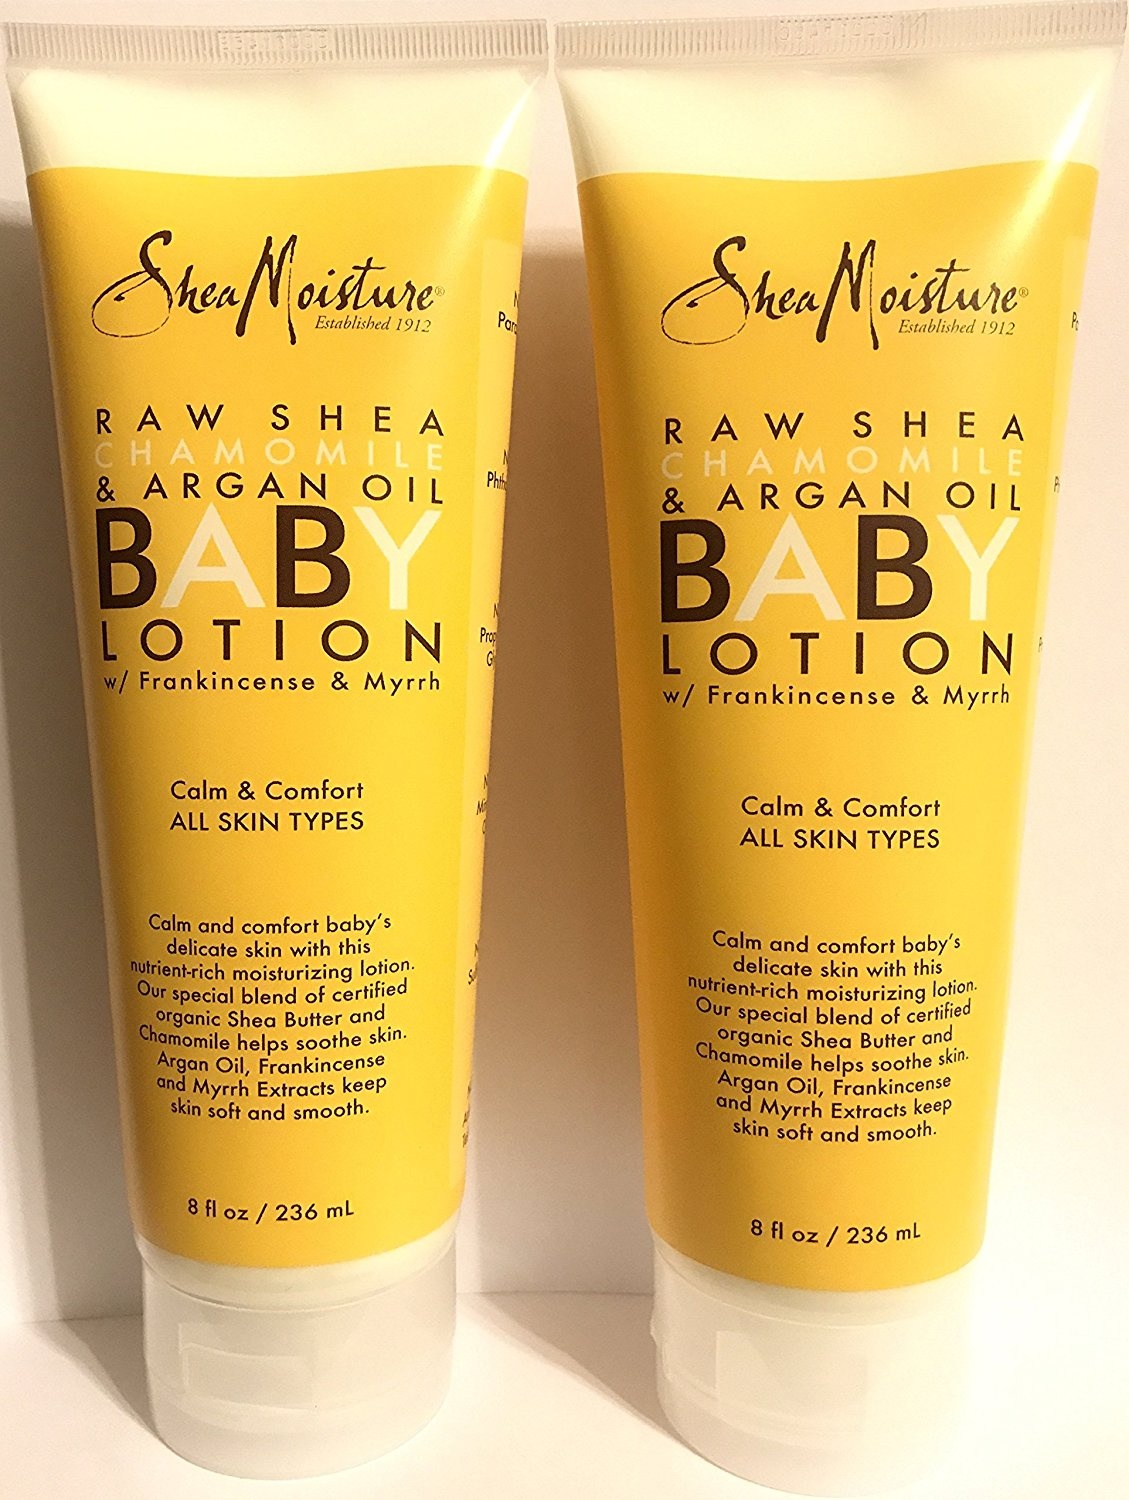 SheaMoisture®
Established 1912
RAW SHEA
CHAMOMILE
& ARGAN OIL
BABY
LOTION
w/ Frankincense & Myrrh
Calm & Comfort
ALL SKIN TYPES
Calm and comfort baby's
delicate skin with this
nutrient-rich moisturizing lotion.
Our special blend of certified
organic Shea Butter and
Chamomile helps soothe skin.
Argan Oil, Frankincense
and Myrrh Extracts keep
skin soft and smooth.
8 fl oz / 236 mL
SheaMoisture®
Established 1912
RAW SHEA
CHAMOMILE
& ARGAN OIL
BABY
LOTION
w/ Frankincense & Myrrh
Calm & Comfort
ALL SKIN TYPES
Calm and comfort baby's
delicate skin with this
nutrient-rich moisturizing lotion.
Our special blend of certified
organic Shea Butter and
Chamomile helps soothe skin.
Argan Oil, Frankincense
and Myrrh Extracts keep
skin soft and smooth.
8 fl oz / 236 mL